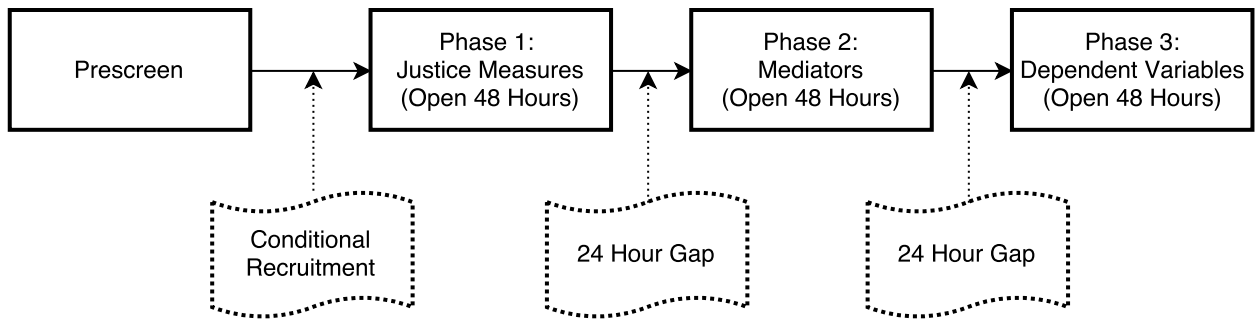 Prescreen
Phase 1:
Justice Measures
(Open 48 Hours)
Phase 2:
Mediators
(Open 48 Hours)
Phase 3:
Dependent Variables
(Open 48 Hours)
Conditional
Recruitment
24 Hour Gap
24 Hour Gap